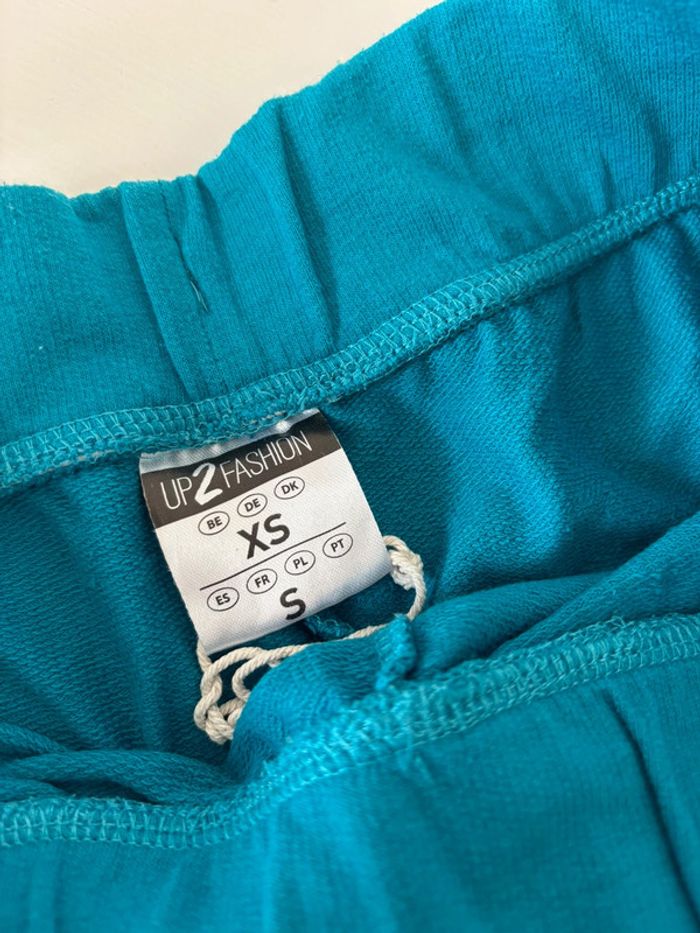 UP2FASHION
BE DE DK
XS
ES FR PL PT
S